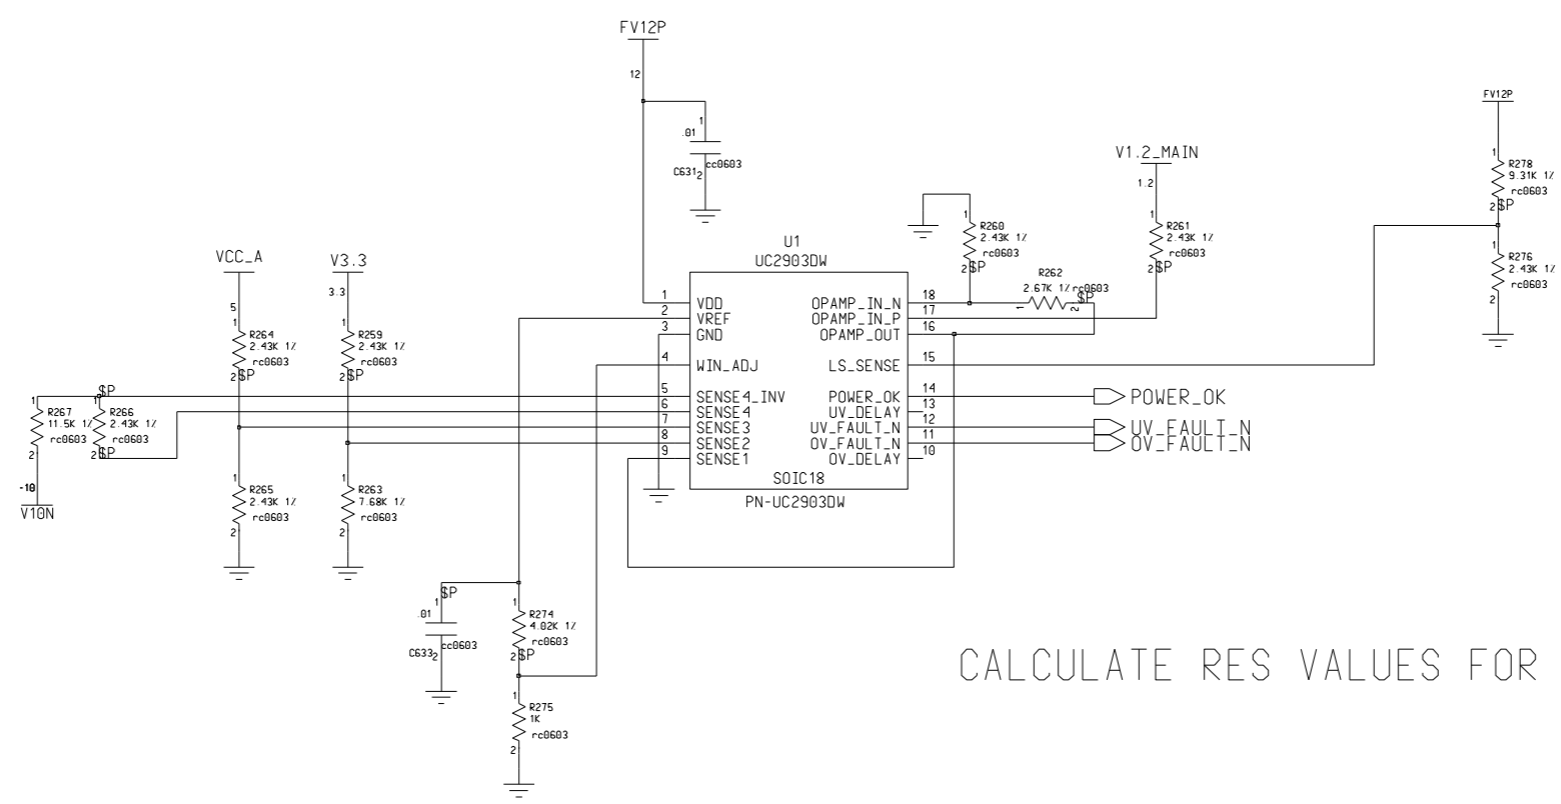 FV12P
12
1
.01
cc0603
C631
2
FV12P
1
R278
9.31K 1%
rc0603
2
$P
V1.2_MAIN
1.2
1
R261
2.43K 1%
rc0603
2
$P
1
R260
2.43K 1%
rc0603
2
$P
R262
2.67K 1%
rc0603
$P
1
2
R276
2.43K 1%
rc0603
1
2
U1
UC2903DW
VCC_A
5
1
R264
2.43K 1%
rc0603
2
$P
V3.3
3.3
1
R259
2.43K 1%
rc0603
2
$P
1 VDD
2 VREF
3 GND
4 WIN_ADJ
5 SENSE4_INV
6 SENSE4
7 SENSE3
8 SENSE2
9 SENSE1
OPAMP_IN_N 18
OPAMP_IN_P 17
OPAMP_OUT 16
LS_SENSE 15
POWER_OK 14
UV_DELAY 13
UV_FAULT_N 12
OV_FAULT_N 11
OV_DELAY 10
SOIC18
PN-UC2903DW
POWER_OK
UV_FAULT_N
OV_FAULT_N
$P
1
R267
11.5K 1%
rc0603
2
1
R266
2.43K 1%
rc0603
2
$P
-10
V10N
1
R265
2.43K 1%
rc0603
2
1
R263
7.68K 1%
rc0603
2
$P
1
.01
cc0603
C633
2
1
R274
4.02K 1%
rc0603
2
$P
1
R275
1K
rc0603
2
CALCULATE RES VALUES FOR